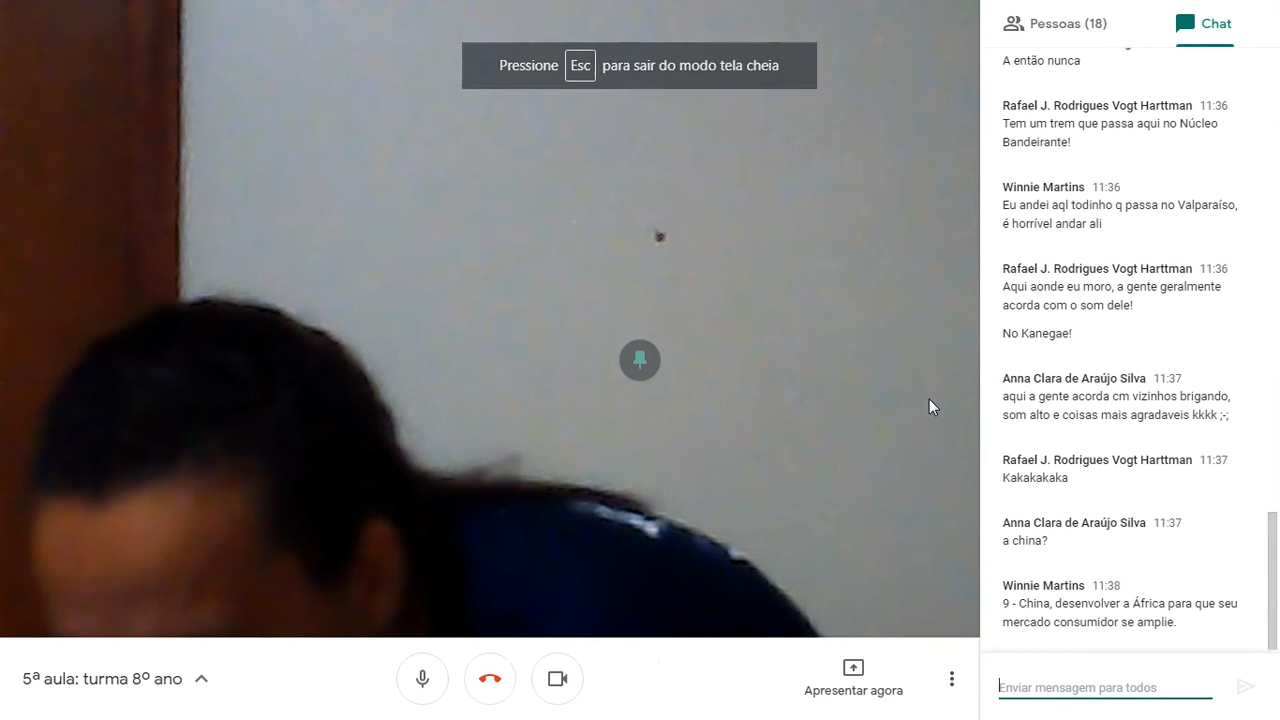 Pressione Esc para sair do modo tela cheia
Pessoas (18)
Chat
A então nunca
Rafael J. Rodrigues Vogt Harttman 11:36
Tem um trem que passa aqui no Núcleo
Bandeirante!
Winnie Martins 11:36
Eu andei aql todinho q passa no Valparaíso,
é horrível andar ali
Rafael J. Rodrigues Vogt Harttman 11:36
Aqui aonde eu moro, a gente geralmente
acorda com o som dele!
No Kanegae!
Anna Clara de Araújo Silva 11:37
aqui a gente acorda cm vizinhos brigando,
som alto e coisas mais agradaveis kkkk ;-;
Rafael J. Rodrigues Vogt Harttman 11:37
Kakakakaka
Anna Clara de Araújo Silva 11:37
a china?
Winnie Martins 11:38
9 - China, desenvolver a África para que seu
mercado consumidor se amplie.
Enviar mensagem para todos
5ª aula: turma 8º ano
Apresentar agora